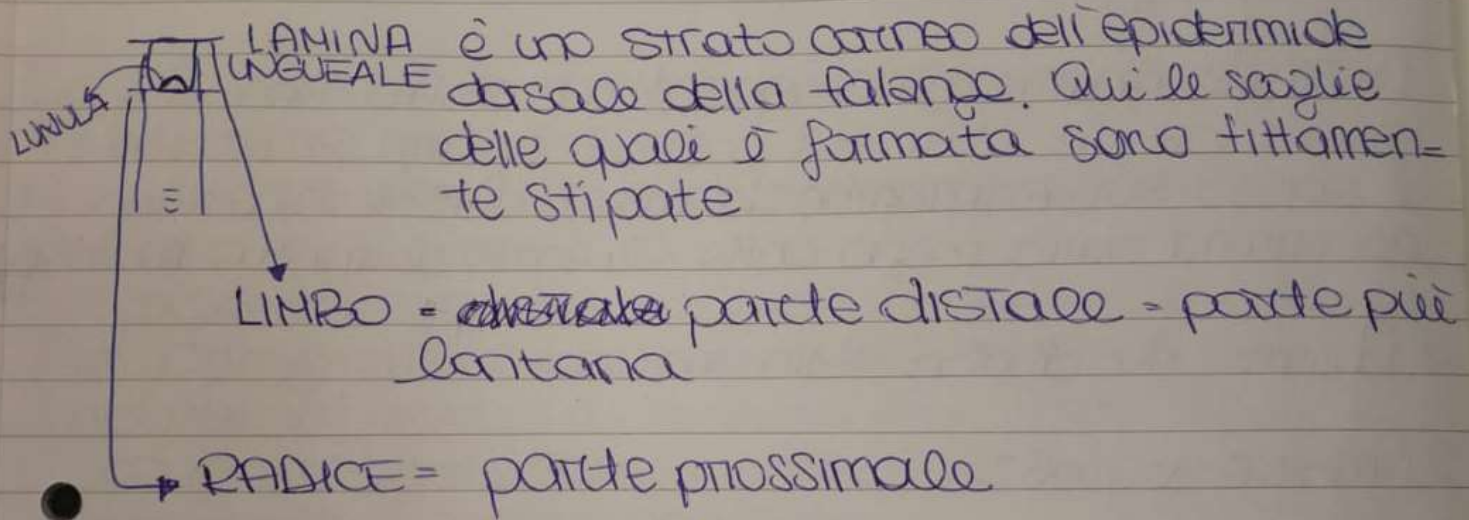 LAMINA è uno strato corneo dell'epidermide
UNGUEALE dorsale della falange. Qui le scaglie
LUNULA
delle quali è formata sono fittamen=
te stipate
LIMBO = parte distale = parte più
lontana
RADICE = parte prossimale